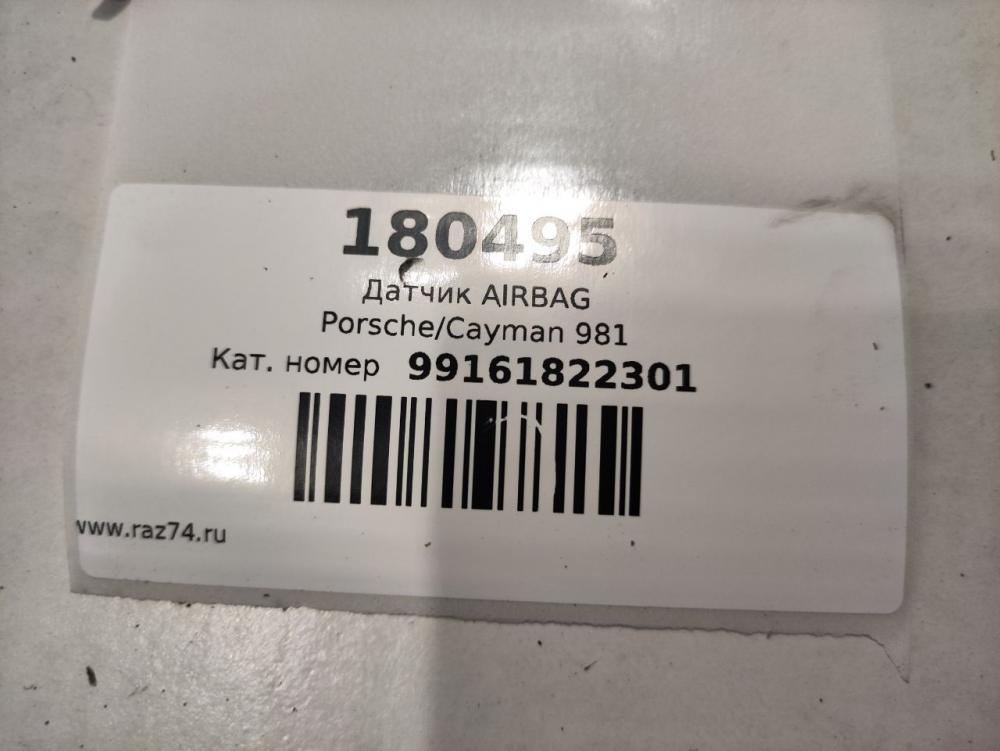 180495
Датчик AIRBAG
Porsche/Cayman 981
Кат. номер 99161822301
www.raz74.ru